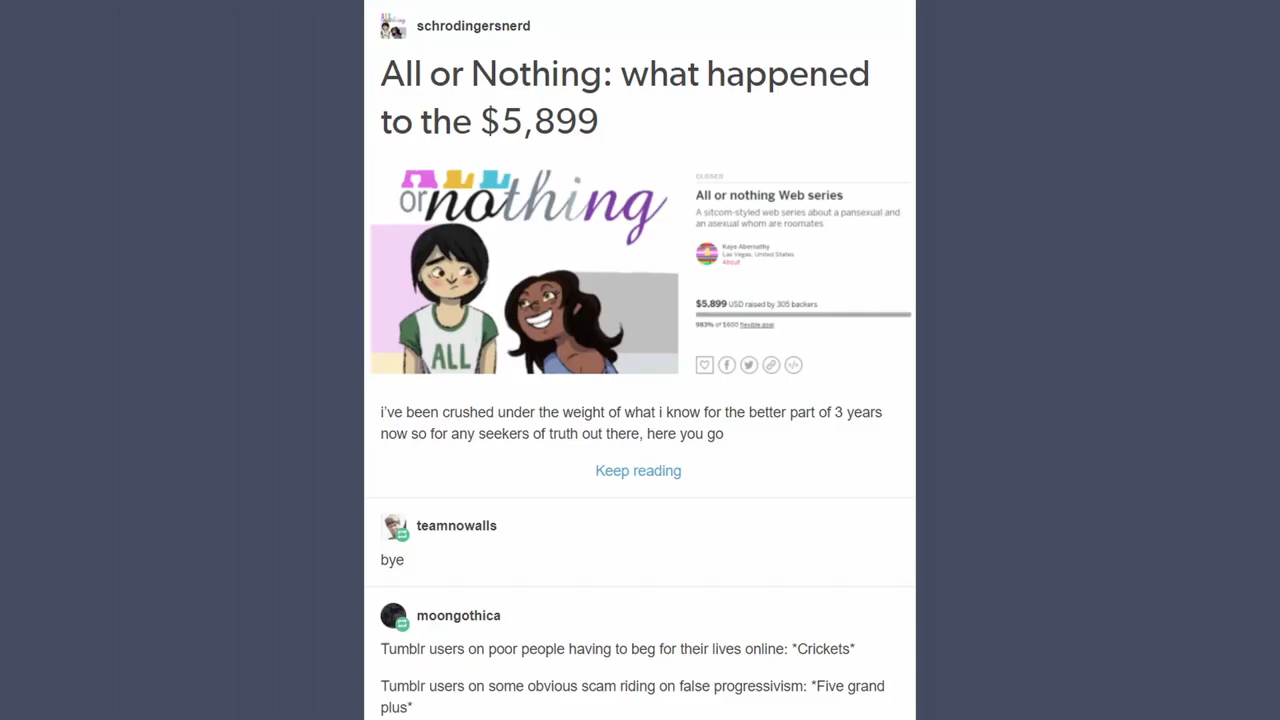 schrodingersnerd
All or Nothing: what happened
to the $5,899
ALL
ornothing
CLOSED
All or nothing Web series
A sitcom-styled web series about a pansexual and
an asexual whom are roomates
Kaye Abernathy
Las Vegas, United States
About
$5,899 USD raised by 305 backers
983% of $600 flexible goal
ALL
i've been crushed under the weight of what i know for the better part of 3 years
now so for any seekers of truth out there, here you go
Keep reading
teamnowalls
bye
moongothica
Tumblr users on poor people having to beg for their lives online: *Crickets*
Tumblr users on some obvious scam riding on false progressivism: *Five grand
plus*